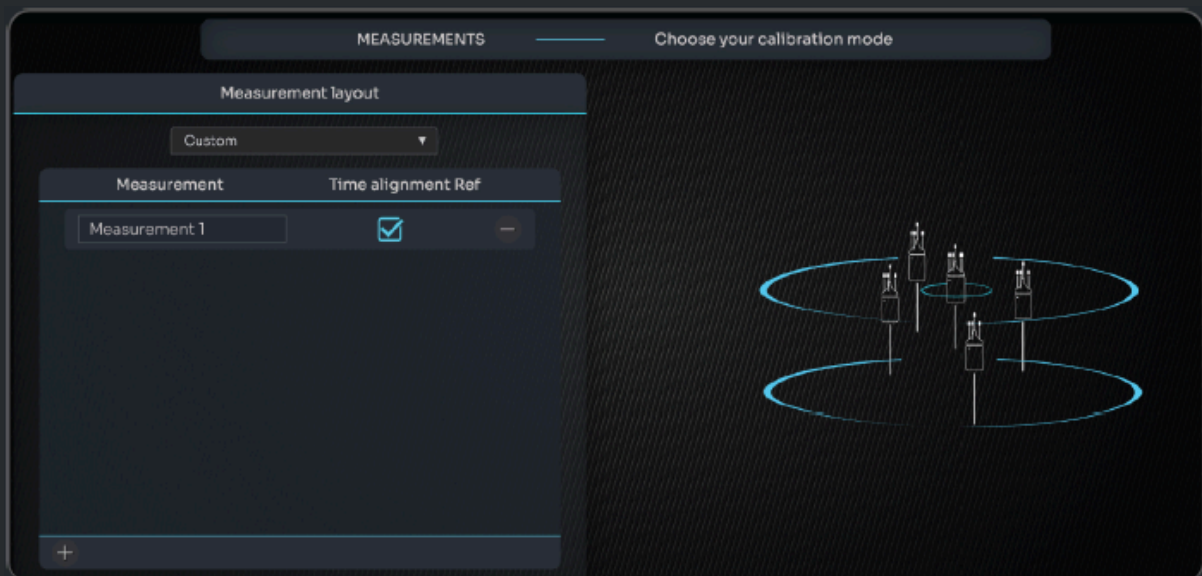 MEASUREMENTS Choose your calibration mode
Measurement layout
Custom
Measurement Time alignment Ref
Measurement 1